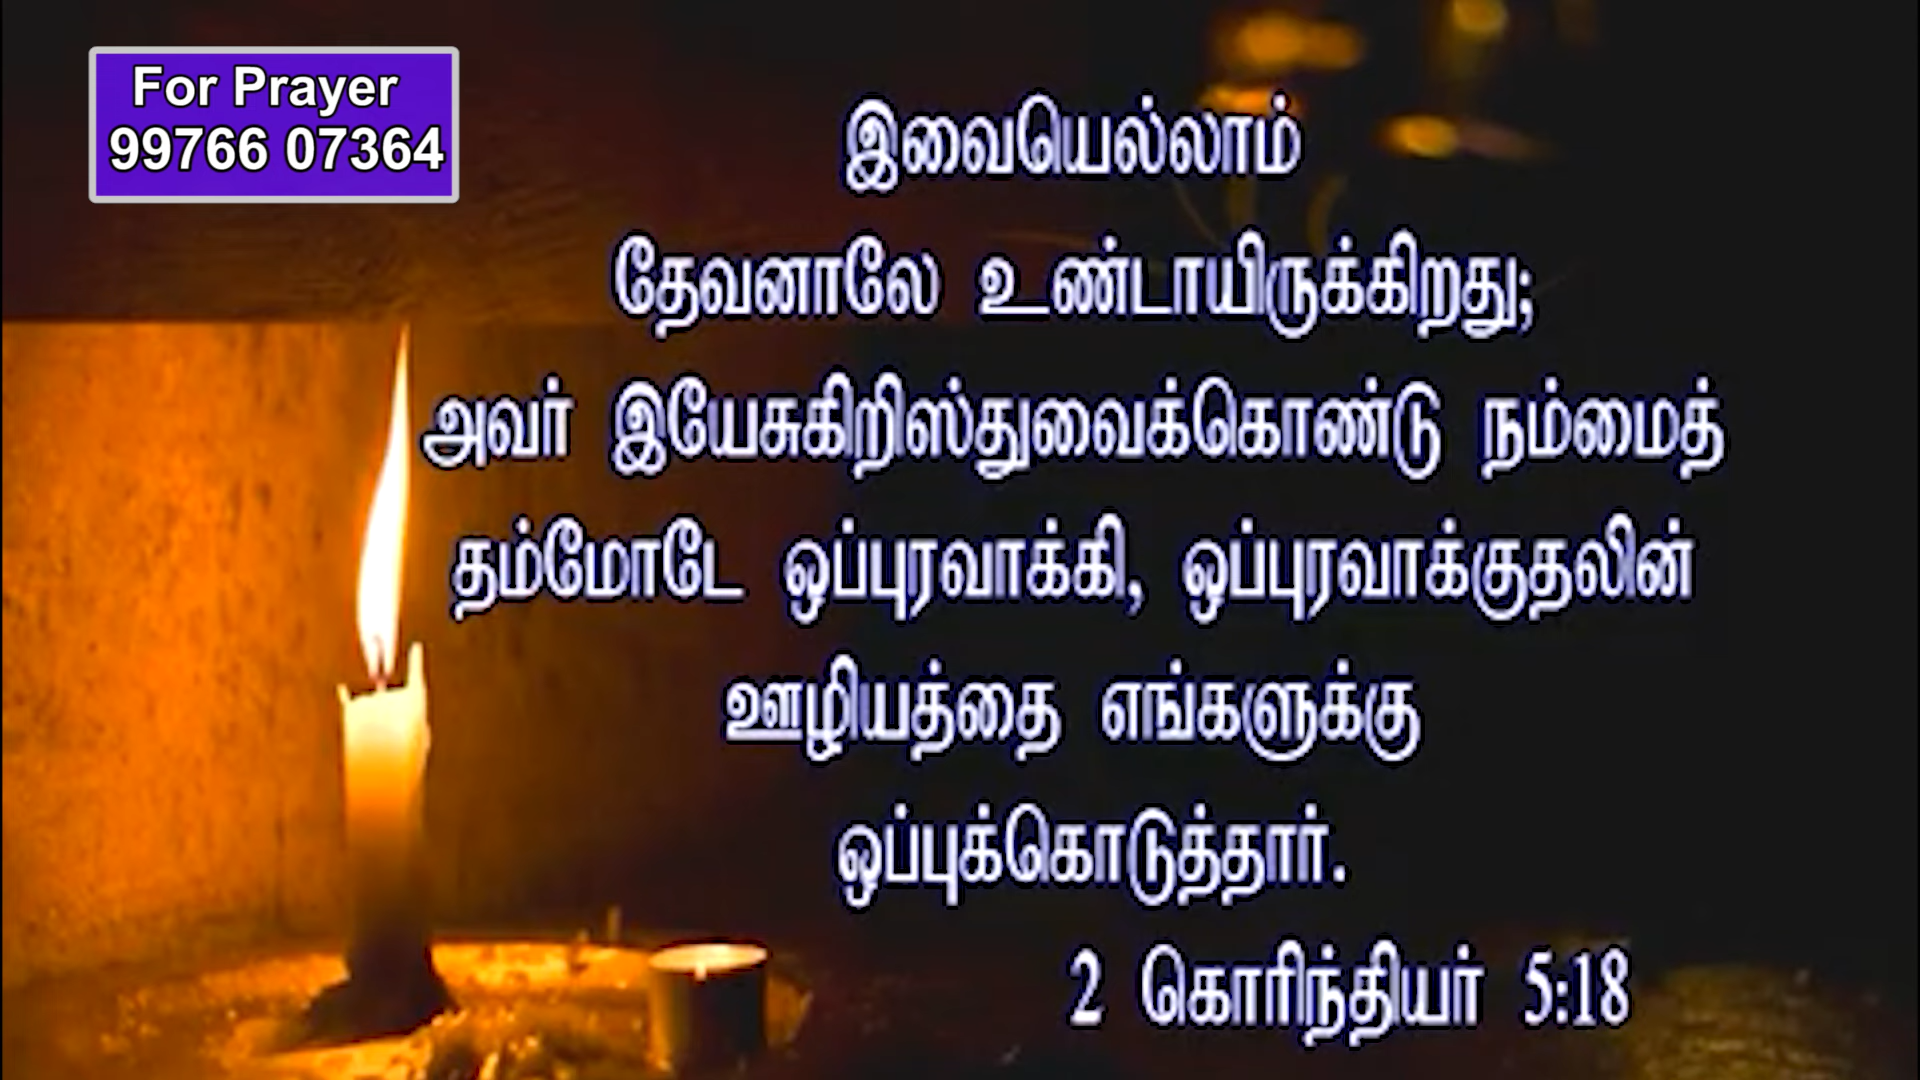 For Prayer
99766 07364
இவையெல்லாம்
தேவனாலே உண்டாயிருக்கிறது;
அவர் இயேசுகிறிஸ்துவைக்கொண்டு நம்மைத்
தம்மோடே ஒப்புரவாக்கி, ஒப்புரவாக்குதலின்
ஊழியத்தை எங்களுக்கு
ஒப்புக்கொடுத்தார்.
2 கொரிந்தியர் 5:18